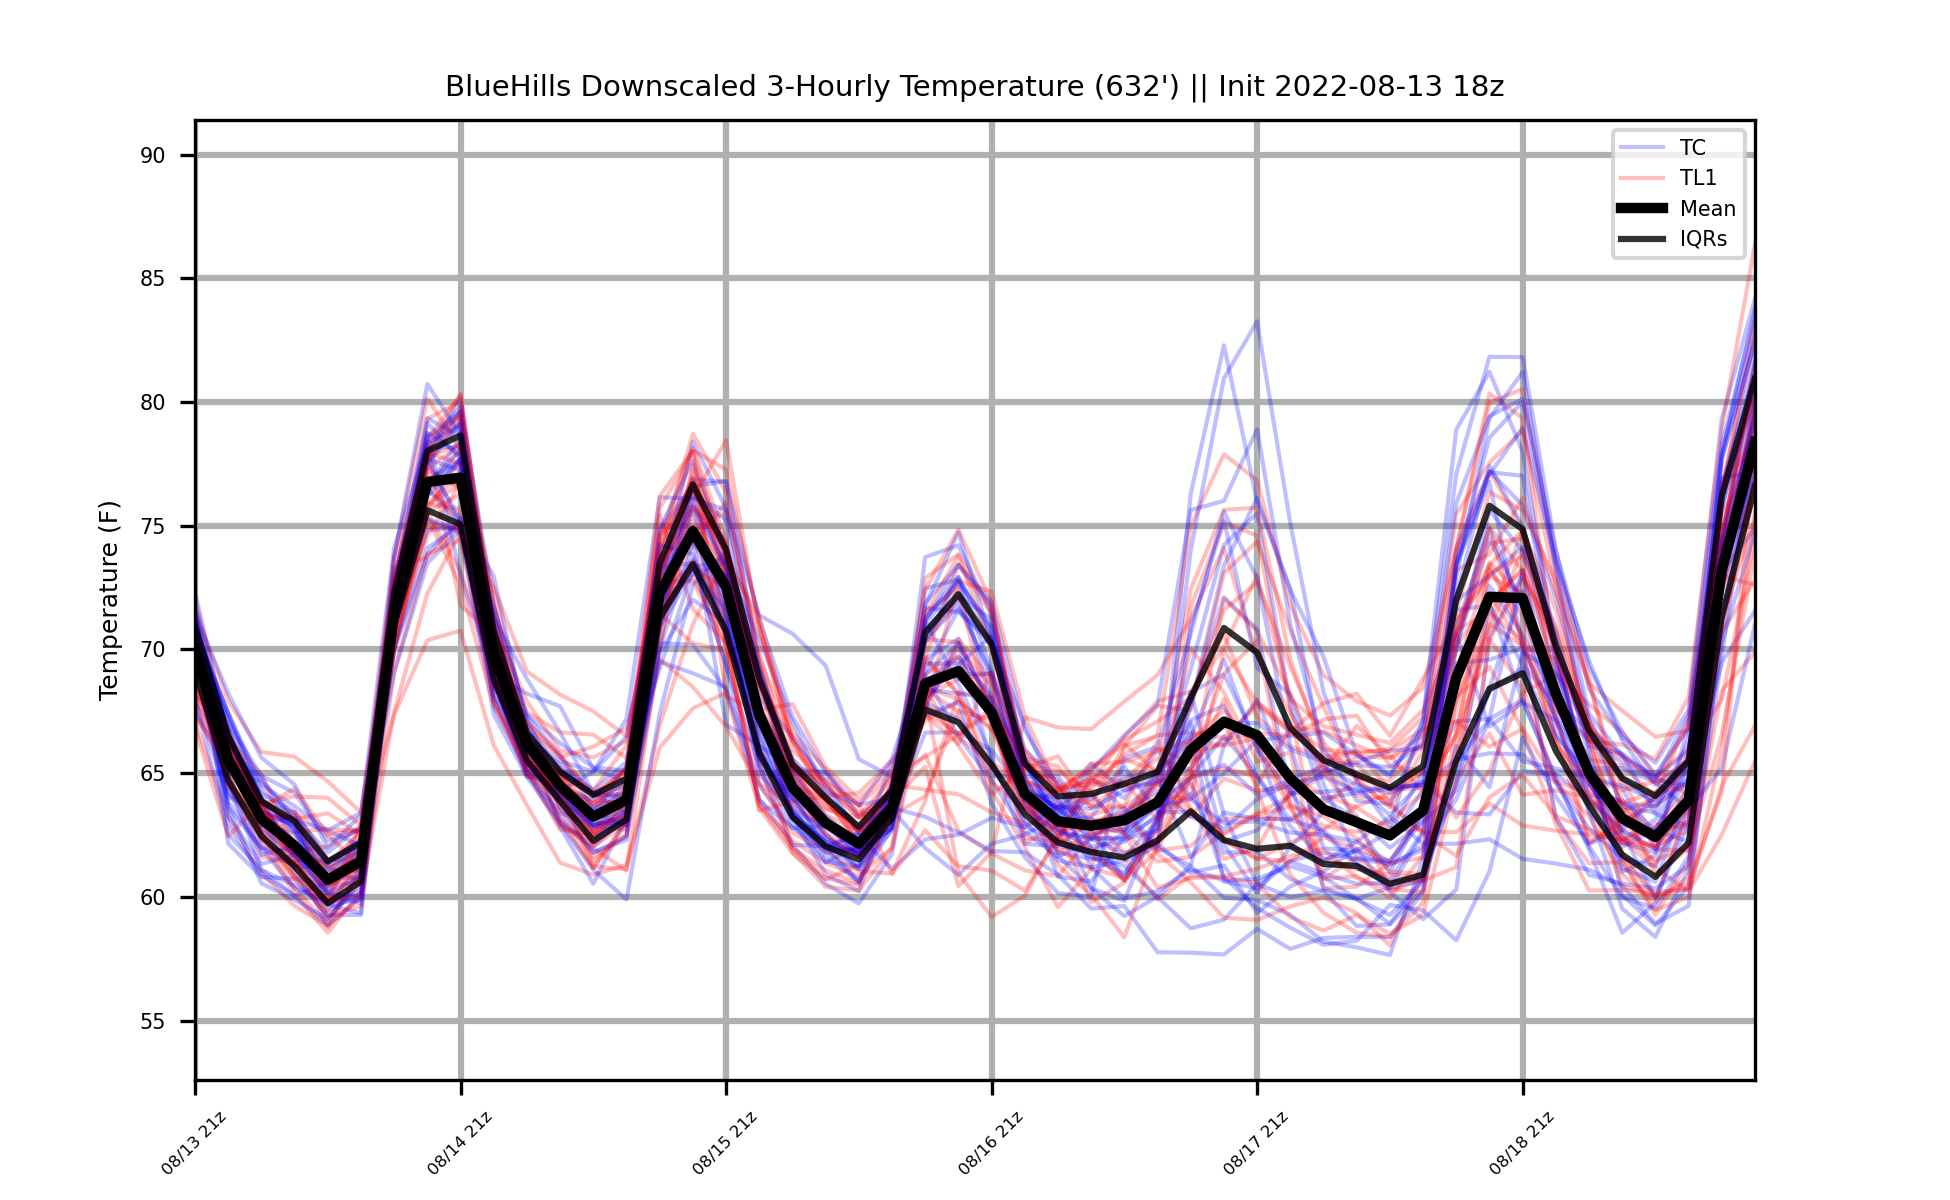 BlueHills Downscaled 3-Hourly Temperature (632') || Init 2022-08-13 18z
TC
TL1
Mean
IQRs
Temperature (F)
90
85
80
75
70
65
60
55
08/13 21z
08/14 21z
08/15 21z
08/16 21z
08/17 21z
08/18 21z